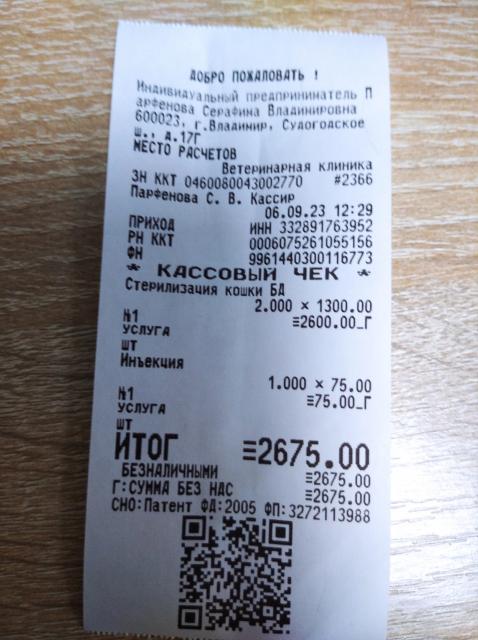 ДОБРО ПОЖАЛОВАТЬ !
Индивидуальный предприниматель П
арфенова Серафина Владинировна
600023, г.Владимир, Судогодское
ш., д.17Г
МЕСТО РАСЧЕТОВ
Ветеринарная клиника
ЗН ККТ 0460080043002770 #2366
Парфенова С. В. Кассир
06.09.23 12:29
ПРИХОД ИНН 332891763952
РН ККТ 0006075261055156
ФН 9961440300116773
* КАССОВЫЙ ЧЕК *
Стерилизация кошки БД
2.000 × 1300.00
№1 ≡2600.00_Г
УСЛУГА
шт
Инъекция
1.000 × 75.00
№1 ≡75.00_Г
УСЛУГА
шт
ИТОГ ≡2675.00
БЕЗНАЛИЧНЫМИ ≡2675.00
Г:СУММА БЕЗ НДС ≡2675.00
СНО:Патент ФД:2005 ФП:3272113988